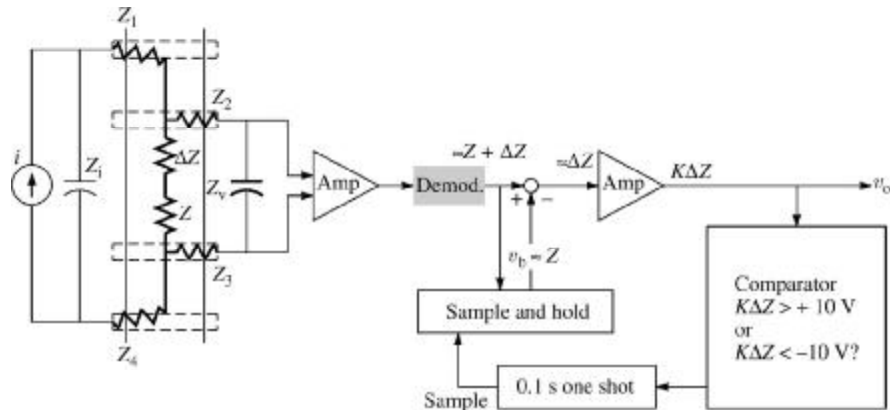 Z1
Z2
i
Zi
ΔZ
Z
Zv
Z3
Z4
Amp
Demod.
≈Z + ΔZ
+
−
≈ΔZ
Amp
KΔZ
vo
vb ≈ Z
Sample and hold
Comparator
KΔZ > + 10 V
or
KΔZ < −10 V?
Sample
0.1 s one shot